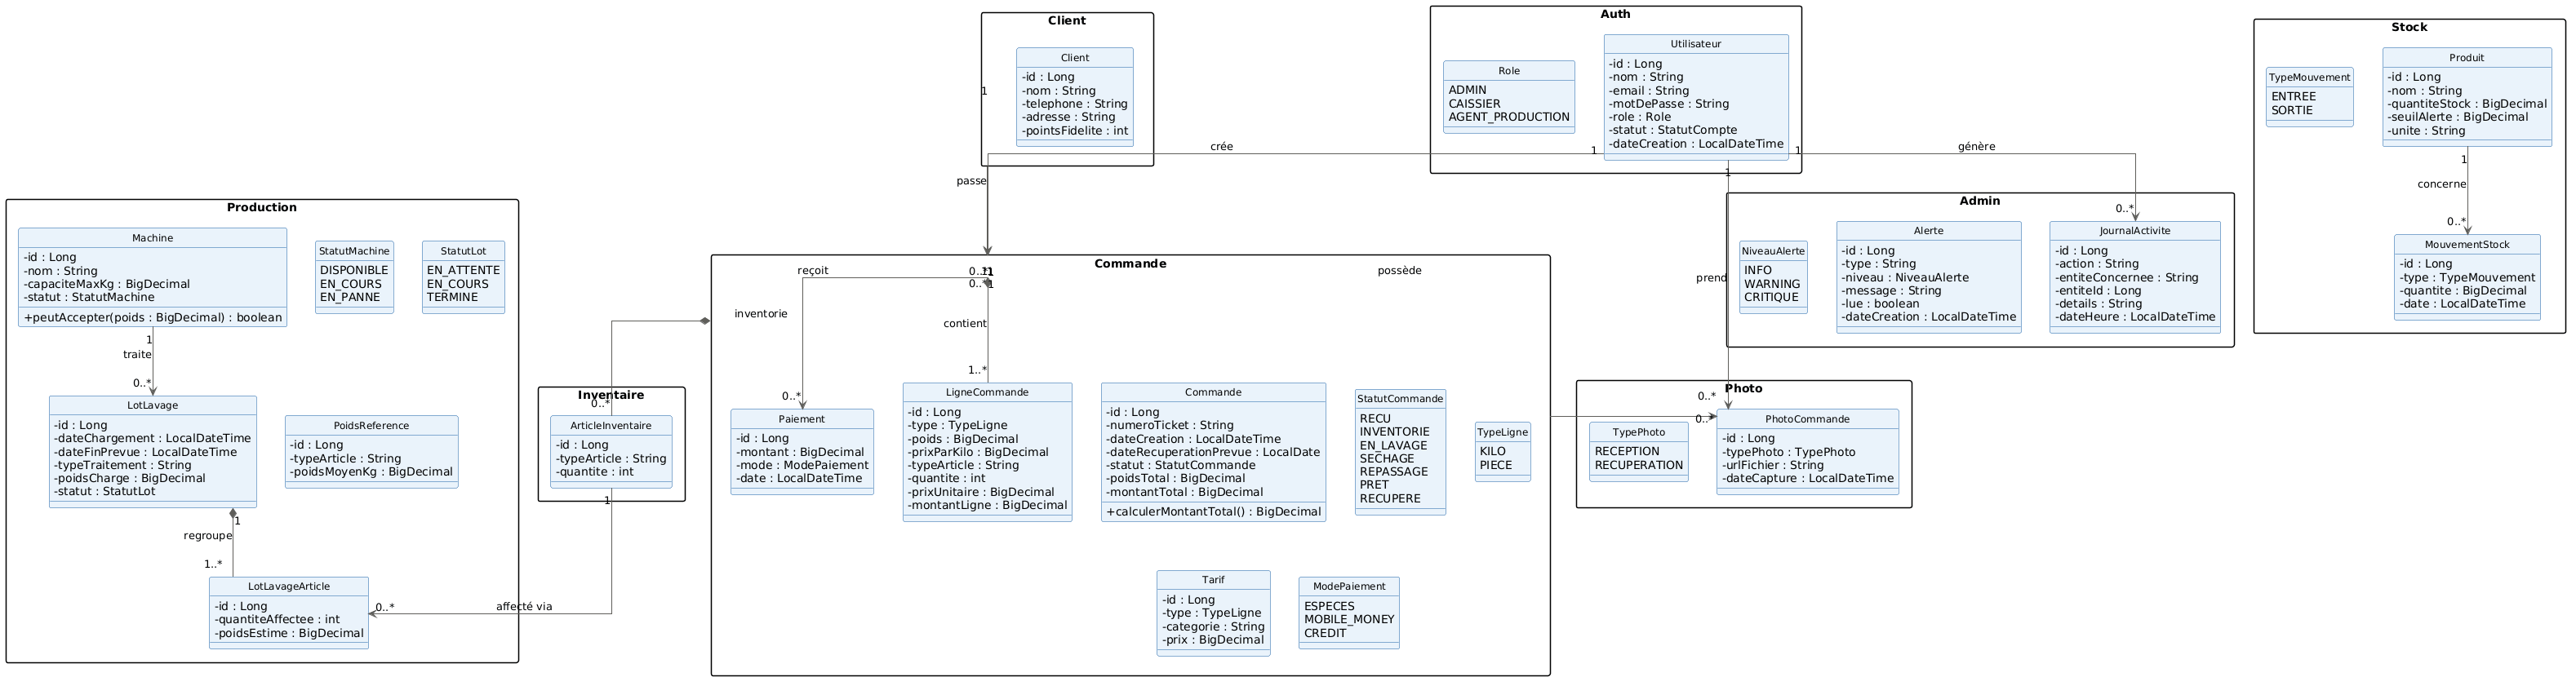 Client
Client
-id : Long
-nom : String
-telephone : String
-adresse : String
-pointsFidelite : int
1
Auth
Role
ADMIN
CAISSIER
AGENT_PRODUCTION
Utilisateur
-id : Long
-nom : String
-email : String
-motDePasse : String
-role : Role
-statut : StatutCompte
-dateCreation : LocalDateTime
1
1
1
crée
génère
passe
prend
Stock
TypeMouvement
ENTREE
SORTIE
Produit
-id : Long
-nom : String
-quantiteStock : BigDecimal
-seuilAlerte : BigDecimal
-unite : String
1
concerne
0..*
MouvementStock
-id : Long
-type : TypeMouvement
-quantite : BigDecimal
-date : LocalDateTime
Admin
NiveauAlerte
INFO
WARNING
CRITIQUE
Alerte
-id : Long
-type : String
-niveau : NiveauAlerte
-message : String
-lue : boolean
-dateCreation : LocalDateTime
0..*
JournalActivite
-id : Long
-action : String
-entiteConcernee : String
-entiteId : Long
-details : String
-dateHeure : LocalDateTime
Production
Machine
-id : Long
-nom : String
-capaciteMaxKg : BigDecimal
-statut : StatutMachine
+peutAccepter(poids : BigDecimal) : boolean
StatutMachine
DISPONIBLE
EN_COURS
EN_PANNE
StatutLot
EN_ATTENTE
EN_COURS
TERMINE
1
traite
0..*
LotLavage
-id : Long
-dateChargement : LocalDateTime
-dateFinPrevue : LocalDateTime
-typeTraitement : String
-poidsCharge : BigDecimal
-statut : StatutLot
PoidsReference
-id : Long
-typeArticle : String
-poidsMoyenKg : BigDecimal
1
regroupe
1..*
LotLavageArticle
-id : Long
-quantiteAffectee : int
-poidsEstime : BigDecimal
0..*
affecté via
Inventaire
0..*
ArticleInventaire
-id : Long
-typeArticle : String
-quantite : int
1
Commande
reçoit
possède
0..*
1
inventorie
contient
0..*
1..*
Paiement
-id : Long
-montant : BigDecimal
-mode : ModePaiement
-date : LocalDateTime
LigneCommande
-id : Long
-type : TypeLigne
-poids : BigDecimal
-prixParKilo : BigDecimal
-typeArticle : String
-quantite : int
-prixUnitaire : BigDecimal
-montantLigne : BigDecimal
Commande
-id : Long
-numeroTicket : String
-dateCreation : LocalDateTime
-dateRecuperationPrevue : LocalDate
-statut : StatutCommande
-poidsTotal : BigDecimal
-montantTotal : BigDecimal
+calculerMontantTotal() : BigDecimal
StatutCommande
RECU
INVENTORIE
EN_LAVAGE
SECHAGE
REPASSAGE
PRET
RECUPERE
TypeLigne
KILO
PIECE
Tarif
-id : Long
-type : TypeLigne
-categorie : String
-prix : BigDecimal
ModePaiement
ESPECES
MOBILE_MONEY
CREDIT
Photo
TypePhoto
RECEPTION
RECUPERATION
0..*
0..*
PhotoCommande
-id : Long
-typePhoto : TypePhoto
-urlFichier : String
-dateCapture : LocalDateTime